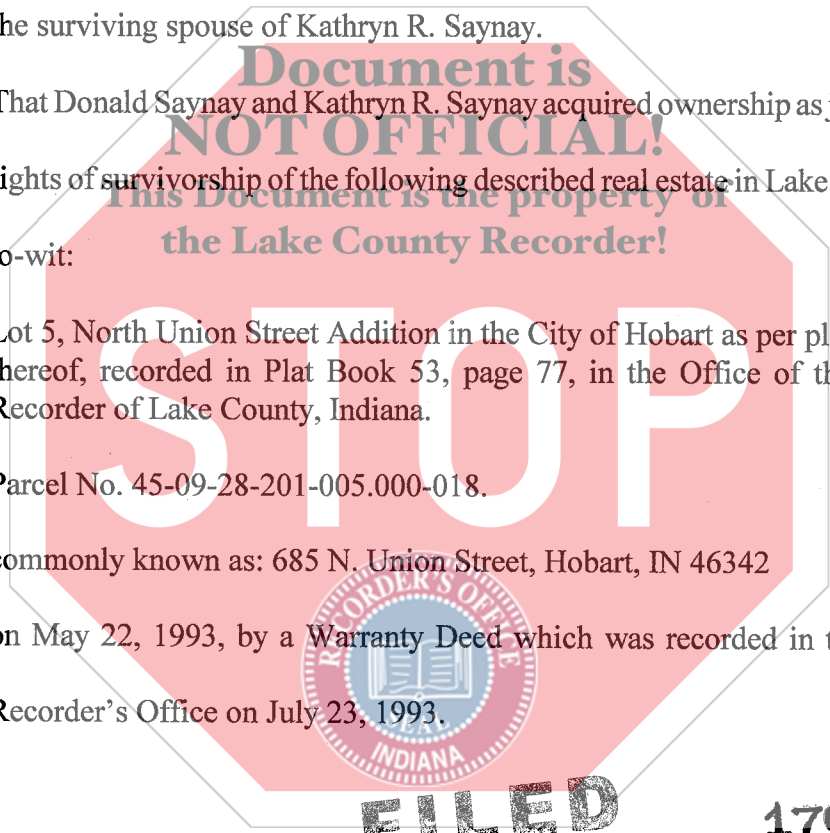 he surviving spouse of Kathryn R. Saynay.
Document is
That Donald Saynay and Kathryn R. Saynay acquired ownership as
NOT OFFICIAL!
ights of survivorship of the following described real estate in Lake
This Document is the property of
the Lake County Recorder!
o-wit:
Lot 5, North Union Street Addition in the City of Hobart as per pl
hereof, recorded in Plat Book 53, page 77, in the Office of th
Recorder of Lake County, Indiana.
STOP
Parcel No. 45-09-28-201-005.000-018.
commonly known as: 685 N. Union Street, Hobart, IN 46342
RECORDER'S OFFICE
on May 22, 1993, by a Warranty Deed which was recorded in t
Recorder's Office on July 23, 1993.
SEAL
INDIANA
FILED
179